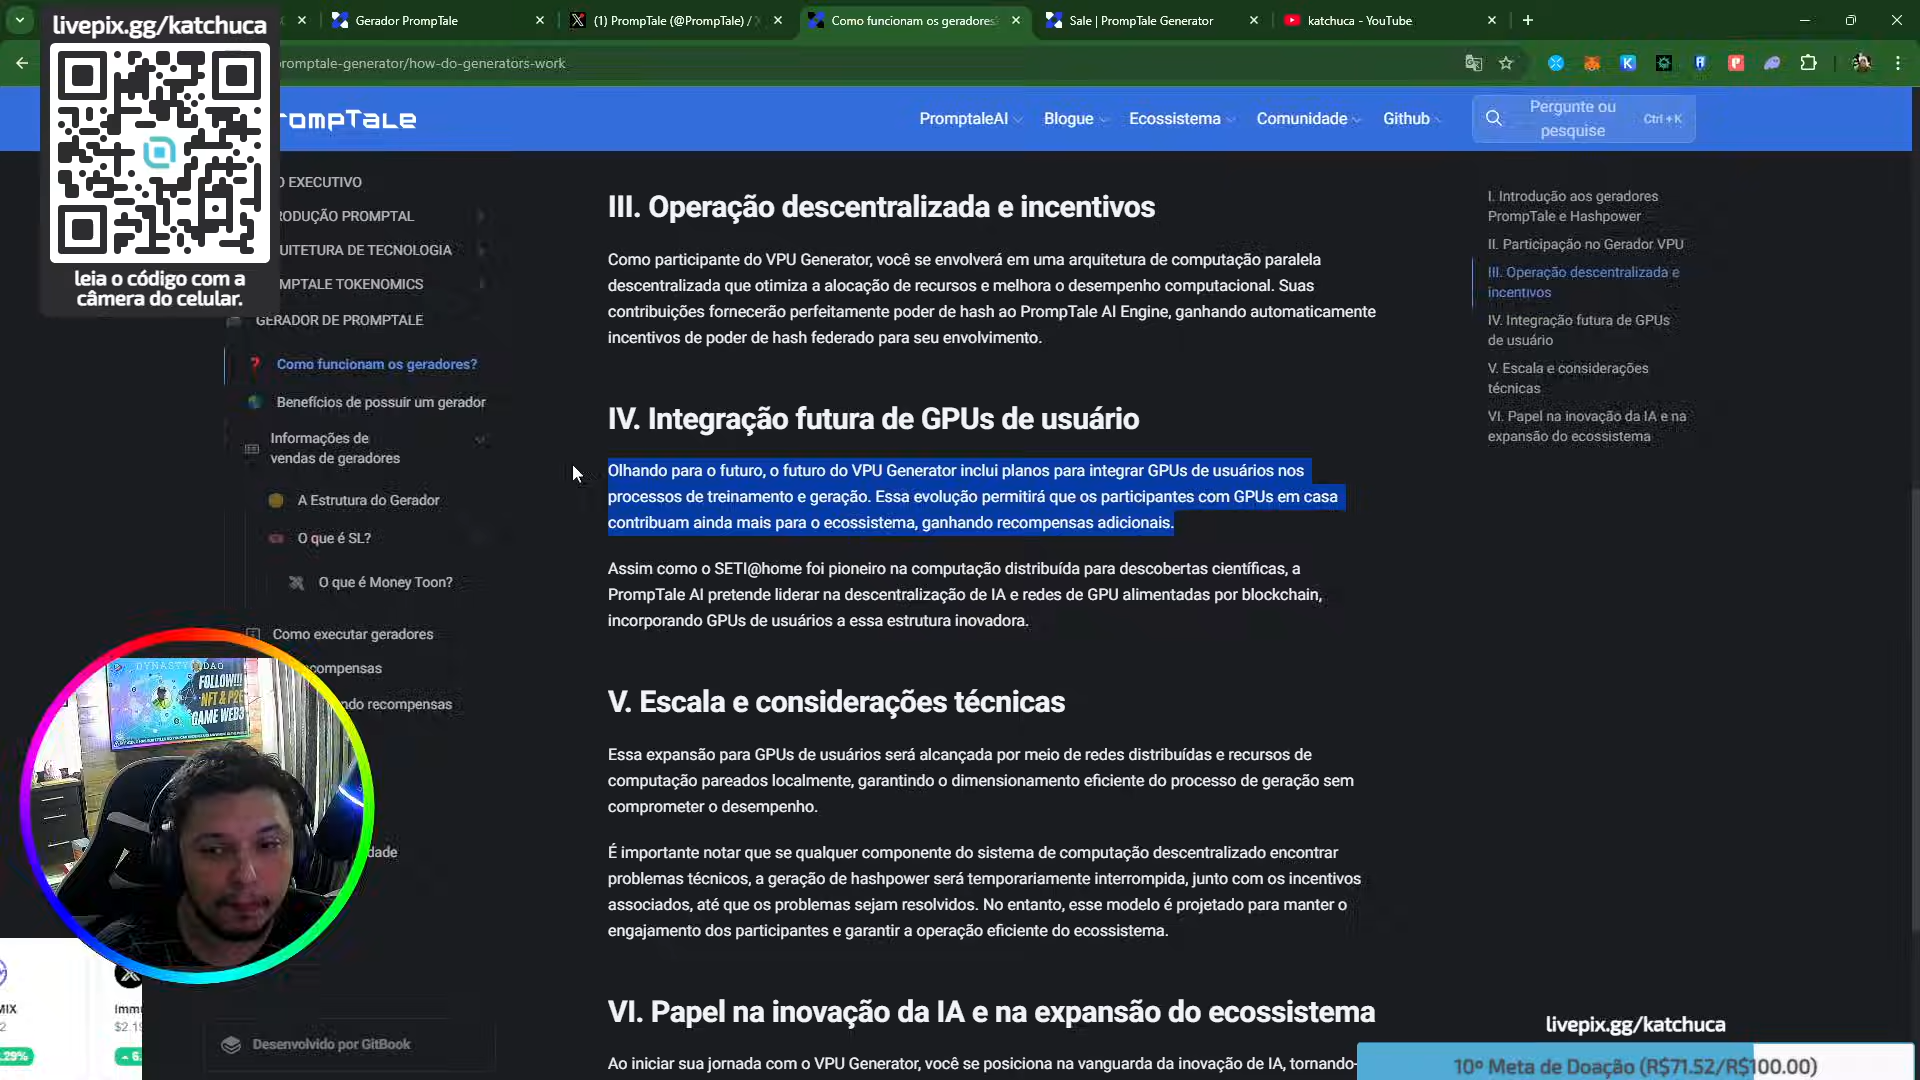 livepix.gg/katchuca
leia o código com a
câmera do celular.
Gerador PrompTale
(1) PrompTale (@PrompTale) / X
Como funcionam os geradores?
Sale | PrompTale Generator
katchuca - YouTube
promptale-generator/how-do-generators-work
PrompTale
PromptaleAI
Blogue
Ecossistema
Comunidade
Github
Pergunte ou
pesquise
Ctrl + K
O EXECUTIVO
RODUÇÃO PROMPTAL
UITETURA DE TECNOLOGIA
MPTALE TOKENOMICS
GERADOR DE PROMPTALE
Como funcionam os geradores?
Benefícios de possuir um gerador
Informações de
vendas de geradores
A Estrutura do Gerador
O que é SL?
O que é Money Toon?
Como executar geradores
compensas
ndo recompensas
dade
Desenvolvido por GitBook
III. Operação descentralizada e incentivos
Como participante do VPU Generator, você se envolverá em uma arquitetura de computação paralela
descentralizada que otimiza a alocação de recursos e melhora o desempenho computacional. Suas
contribuições fornecerão perfeitamente poder de hash ao PrompTale AI Engine, ganhando automaticamente
incentivos de poder de hash federado para seu envolvimento.
IV. Integração futura de GPUs de usuário
Olhando para o futuro, o futuro do VPU Generator inclui planos para integrar GPUs de usuários nos
processos de treinamento e geração. Essa evolução permitirá que os participantes com GPUs em casa
contribuam ainda mais para o ecossistema, ganhando recompensas adicionais.
Assim como o SETI@home foi pioneiro na computação distribuída para descobertas científicas, a
PrompTale AI pretende liderar na descentralização de IA e redes de GPU alimentadas por blockchain,
incorporando GPUs de usuários a essa estrutura inovadora.
V. Escala e considerações técnicas
Essa expansão para GPUs de usuários será alcançada por meio de redes distribuídas e recursos de
computação pareados localmente, garantindo o dimensionamento eficiente do processo de geração sem
comprometer o desempenho.
É importante notar que se qualquer componente do sistema de computação descentralizado encontrar
problemas técnicos, a geração de hashpower será temporariamente interrompida, junto com os incentivos
associados, até que os problemas sejam resolvidos. No entanto, esse modelo é projetado para manter o
engajamento dos participantes e garantir a operação eficiente do ecossistema.
VI. Papel na inovação da IA e na expansão do ecossistema
Ao iniciar sua jornada com o VPU Generator, você se posiciona na vanguarda da inovação de IA, tornando-
I. Introdução aos geradores
PrompTale e Hashpower
II. Participação no Gerador VPU
III. Operação descentralizada e
incentivos
IV. Integração futura de GPUs
de usuário
V. Escala e considerações
técnicas
VI. Papel na inovação da IA e na
expansão do ecossistema
DYNASTY DAO
FOLLOW!!!
NFT & P2E
GAME WEB3
MIX
Imm
$2.19
.29%
6.
livepix.gg/katchuca
10º Meta de Doação (R$71.52/R$100.00)